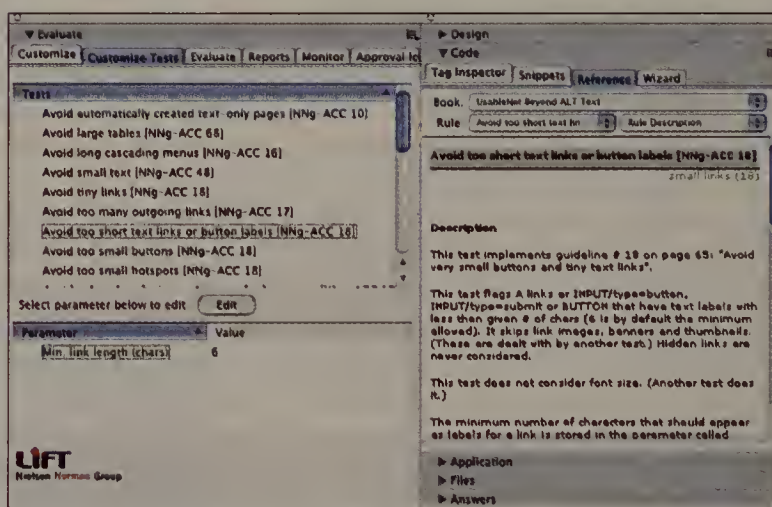 ▼ Evaluate
Customize
Customize Tests
Evaluate
Reports
Monitor
Approval
Tests
Avoid automatically created text-only pages [NNg-ACC 10]
Avoid large tables [NNg-ACC 68]
Avoid long cascading menus [NNg-ACC 16]
Avoid small text [NNg-ACC 48]
Avoid tiny links [NNg-ACC 18]
Avoid too many outgoing links [NNg-ACC 17]
Avoid too short text links or button labels [NNg-ACC 18]
Avoid too small buttons [NNg-ACC 18]
Avoid too small hotspots [NNg-ACC 18]
Select parameter below to edit
Edit
Parameter
Value
Min. link length (chars)
6
LIFT
Nielsen Norman Group
▶ Design
▼ Code
Tag Inspector
Snippets
Reference
Wizard
Book.
UsableNet Beyond ALT Text
Rule
Avoid too short text lin
Rule Description
Avoid too short text links or button labels [NNg-ACC 18]
small links (18)
Description
This test implements guideline # 18 on page 65: "Avoid
very small buttons and tiny text links".
This test flags A links or INPUT/type=button,
INPUT/type=submit or BUTTON that have text labels with
less than given # of chars (6 is by default the minimum
allowed). It skips link images, banners and thumbnails.
(These are dealt with by another test.) Hidden links are
never considered.
This test does not consider font size. (Another test does
it.)
The minimum number of characters that should appear
as labels for a link is stored in the parameter called
▶ Application
▶ Files
▶ Answers